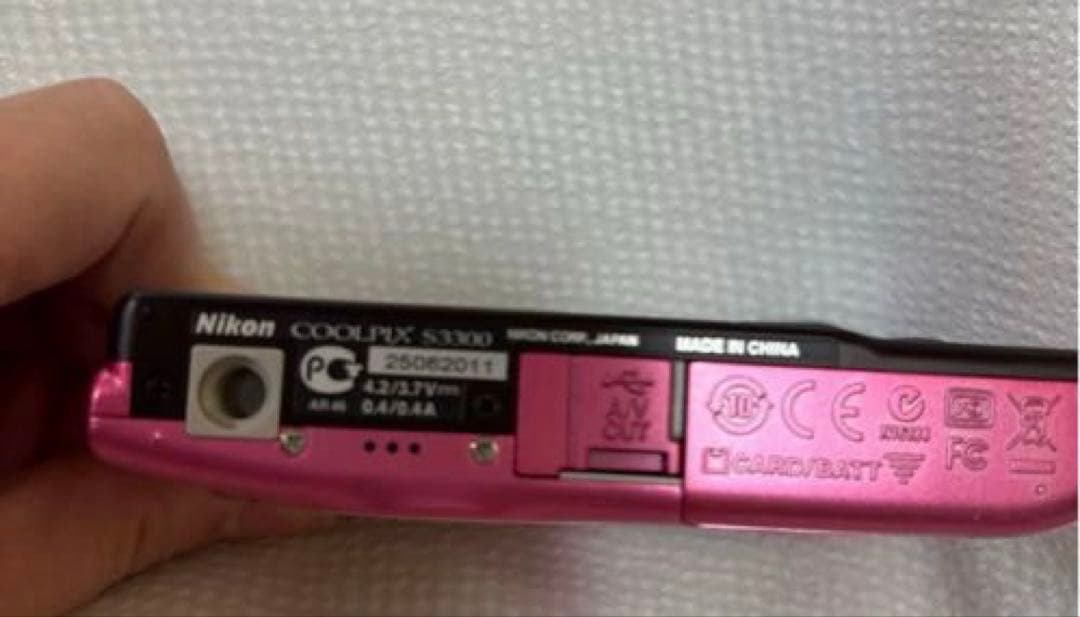 Nikon COOLPIX S3300 NIKON CORP., JAPAN MADE IN CHINA
25062011
4.2/3.7V
0.4/0.4A
A/V
OUT
10
CE
CARD/BATT
FC